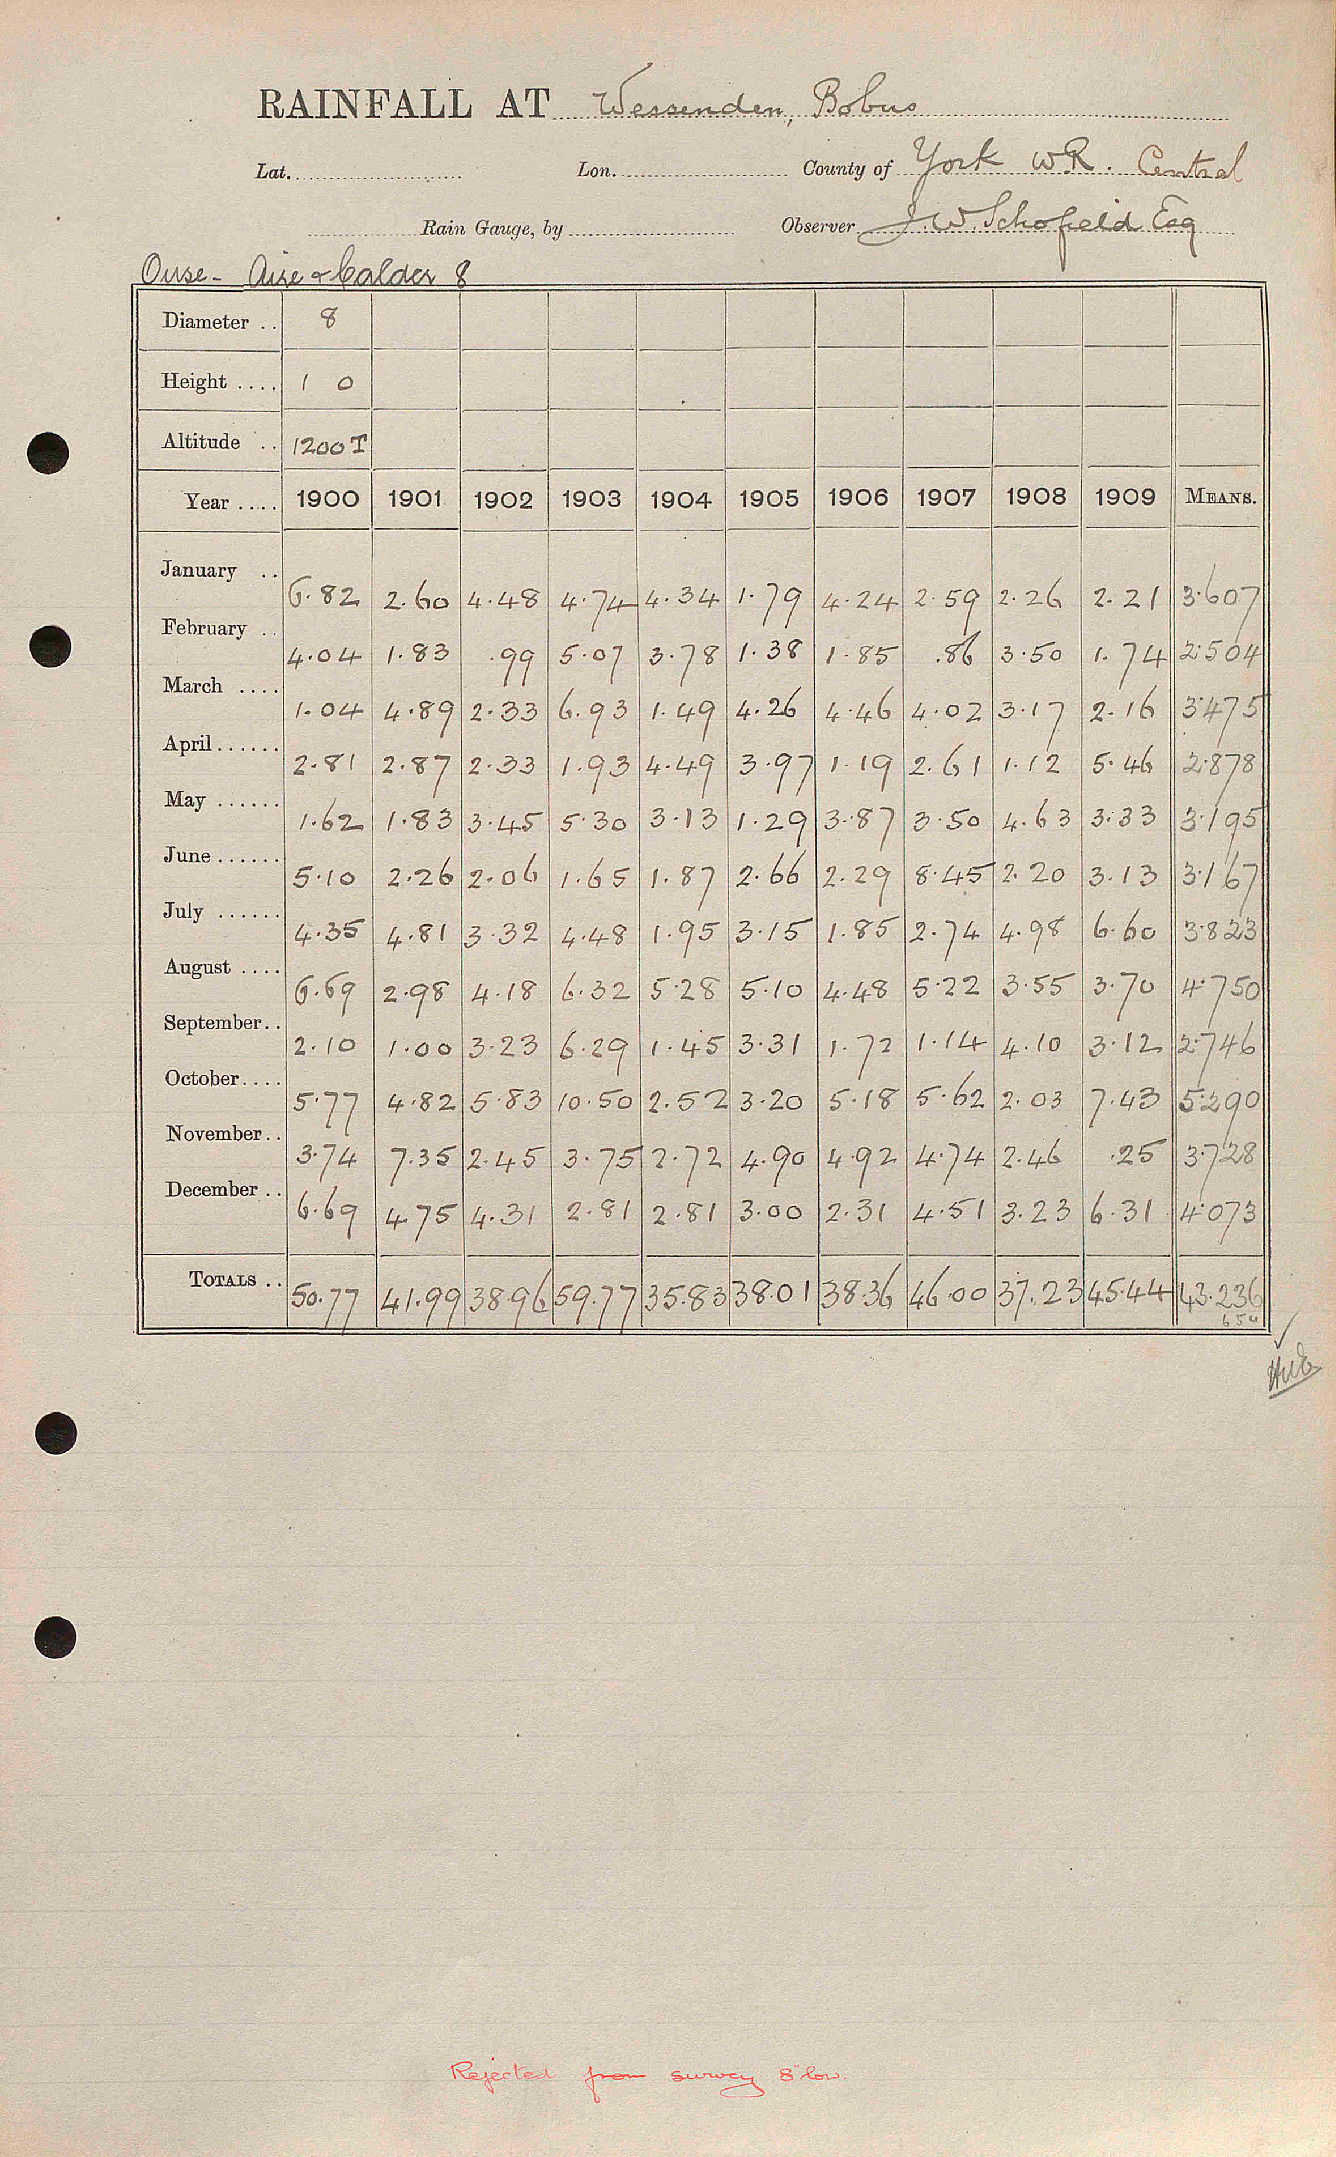 RAINFALL AT Wessenden, Bobus
Lat. Lon. County of York W.R. Central
Rain Gauge, by Observer J. W. Schofield Esq
Ouse - Aire & Calder 8
Diameter .. 8
Height .... 1 0
Altitude .. 1200 T
Year .... 1900 1901 1902 1903 1904 1905 1906 1907 1908 1909 MEANS.
January .. 6.82 2.60 4.48 4.74 4.34 1.79 4.24 2.59 2.26 2.21 3.607
February .. 4.04 1.83 .99 5.07 3.78 1.38 1.85 .86 3.50 1.74 2.504
March .... 1.04 4.89 2.33 6.93 1.49 4.26 4.46 4.02 3.17 2.16 3.475
April...... 2.81 2.87 2.33 1.93 4.49 3.97 1.19 2.61 1.12 5.46 2.878
May ...... 1.62 1.83 3.45 5.30 3.13 1.29 3.87 3.50 4.63 3.33 3.195
June...... 5.10 2.26 2.06 1.65 1.87 2.66 2.29 8.45 2.20 3.13 3.167
July ...... 4.35 4.81 3.32 4.48 1.95 3.15 1.85 2.74 4.98 6.60 3.823
August .... 6.69 2.98 4.18 6.32 5.28 5.10 4.48 5.22 3.55 3.70 4.750
September.. 2.10 1.00 3.23 6.29 1.45 3.31 1.72 1.14 4.10 3.12 2.746
October.... 5.77 4.82 5.83 10.50 2.52 3.20 5.18 5.62 2.03 7.43 5.290
November.. 3.74 7.35 2.45 3.75 2.72 4.90 4.92 4.74 2.46 .25 3.728
December .. 6.69 4.75 4.31 2.81 2.81 3.00 2.31 4.51 3.23 6.31 4.073
TOTALS .. 50.77 41.99 38.96 59.77 35.83 38.01 38.36 46.00 37.23 45.44 43.236
Rejected from survey 8" low.